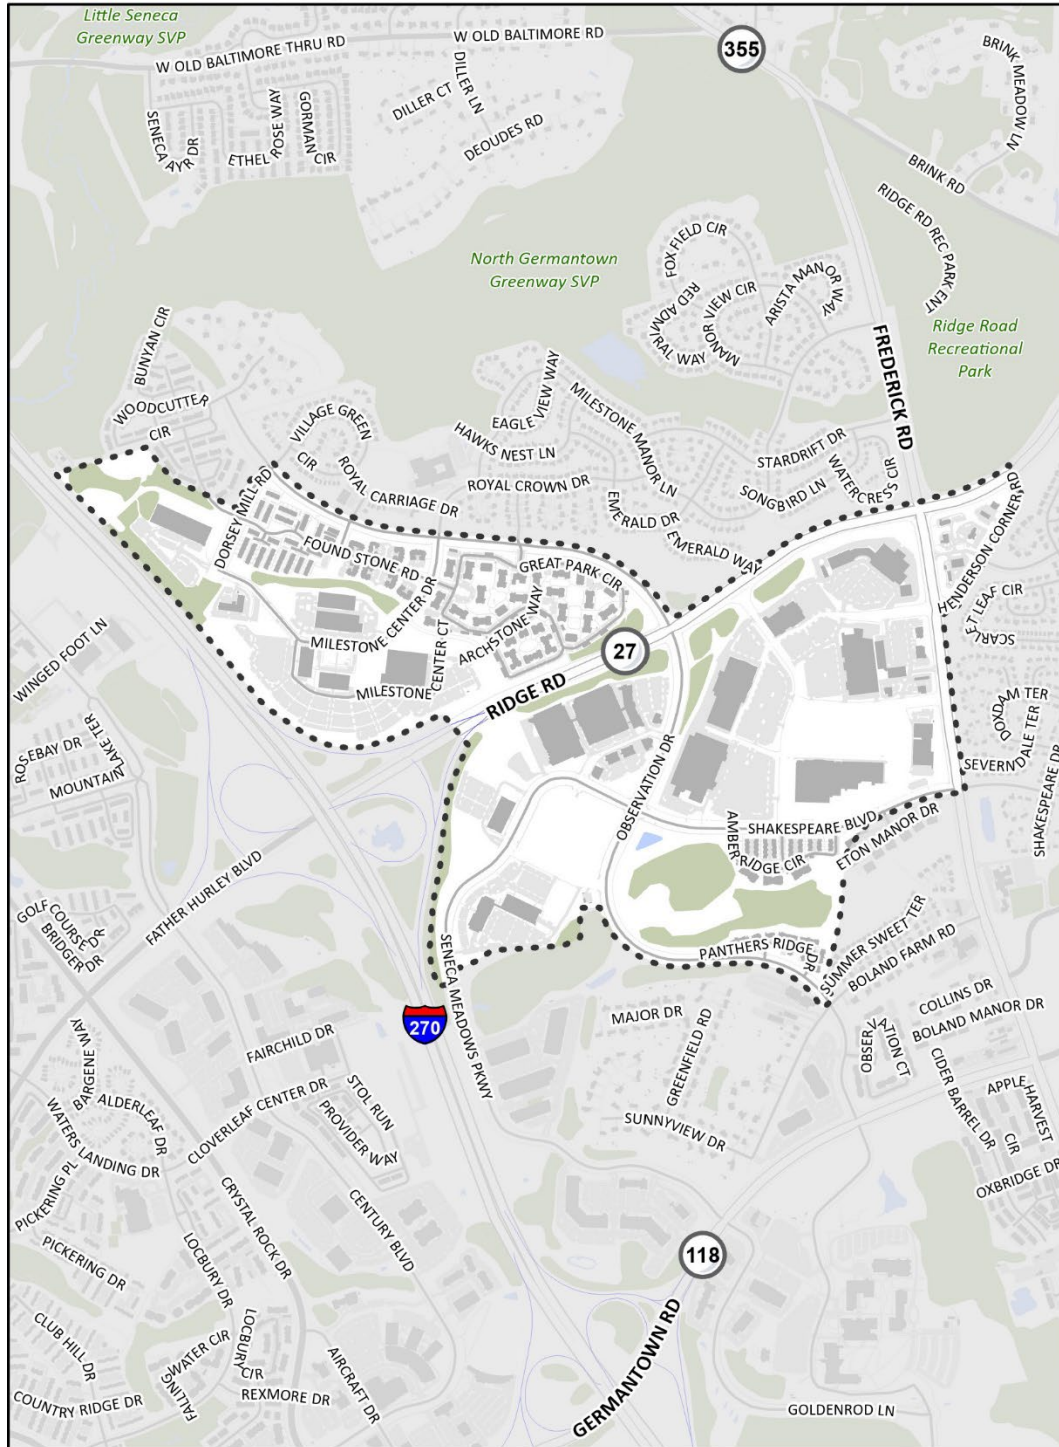 Little Seneca
Greenway SVP
W OLD BALTIMORE THRU RD
W OLD BALTIMORE RD
355
BRINK MEADOW LN
SENECA AYR DR
ETHEL ROSE WAY
GORMAN CIR
DILLER CT
DILLER LN
DEOUDES RD
BRINK RD
RIDGE RD REC PARK ENT
North Germantown
Greenway SVP
FOX FIELD CIR
RED ADMIRAL WAY
MANOR VIEW CIR
ARISTA MANOR WAY
FREDERICK RD
Ridge Road
Recreational
Park
BUNYAN CIR
WOODCUTTER CIR
VILLAGE GREEN CIR
EAGLE VIEW WAY
HAWKS NEST LN
MILESTONE MANOR LN
ROYAL CARRIAGE DR
ROYAL CROWN DR
STARDRIFT DR
SONGBIRD LN
WATERCRESS CIR
EMERALD DR
EMERALD WAY
DORSEY MILL RD
FOUND STONE RD
GREAT PARK CIR
HENDERSON CORNER RD
SCARLET LEAF CIR
MILESTONE CENTER DR
ARCHSTONE WAY
MILESTONE CENTER CT
27
RIDGE RD
WINGED FOOT LN
ROSEBAY DR
MOUNTAIN LAKE TER
OBSERVATION DR
DOXDAM TER
SEVERNDALE TER
SHAKESPEARE DR
SHAKESPEARE BLVD
AMBER RIDGE CIR
ETON MANOR DR
FATHER HURLEY BLVD
GOLF COURSE DR
BRIDGER DR
SENECA MEADOWS PKWY
PANTHERS RIDGE DR
SUMMER SWEET TER
BOLAND FARM RD
270
MAJOR DR
GREENFIELD RD
COLLINS DR
BOLAND MANOR DR
OBSERVATION CT
FAIRCHILD DR
STOL RUN
PROVIDER WAY
CLOVERLEAF CENTER DR
BARGENE WAY
ALDERLEAF DR
WATERS LANDING DR
SUNNYVIEW DR
CIDER BARREL DR
APPLE HARVEST CIR
OXBRIDGE DR
PICKERING PL
PICKERING DR
CRYSTAL ROCK DR
CENTURY BLVD
LOCBURY DR
118
CLUB HILL DR
FALLING WATER CIR
LOCBURY CIR
COUNTRY RIDGE DR
REXMORE DR
AIRCRAFT DR
GERMANTOWN RD
GOLDENROD LN